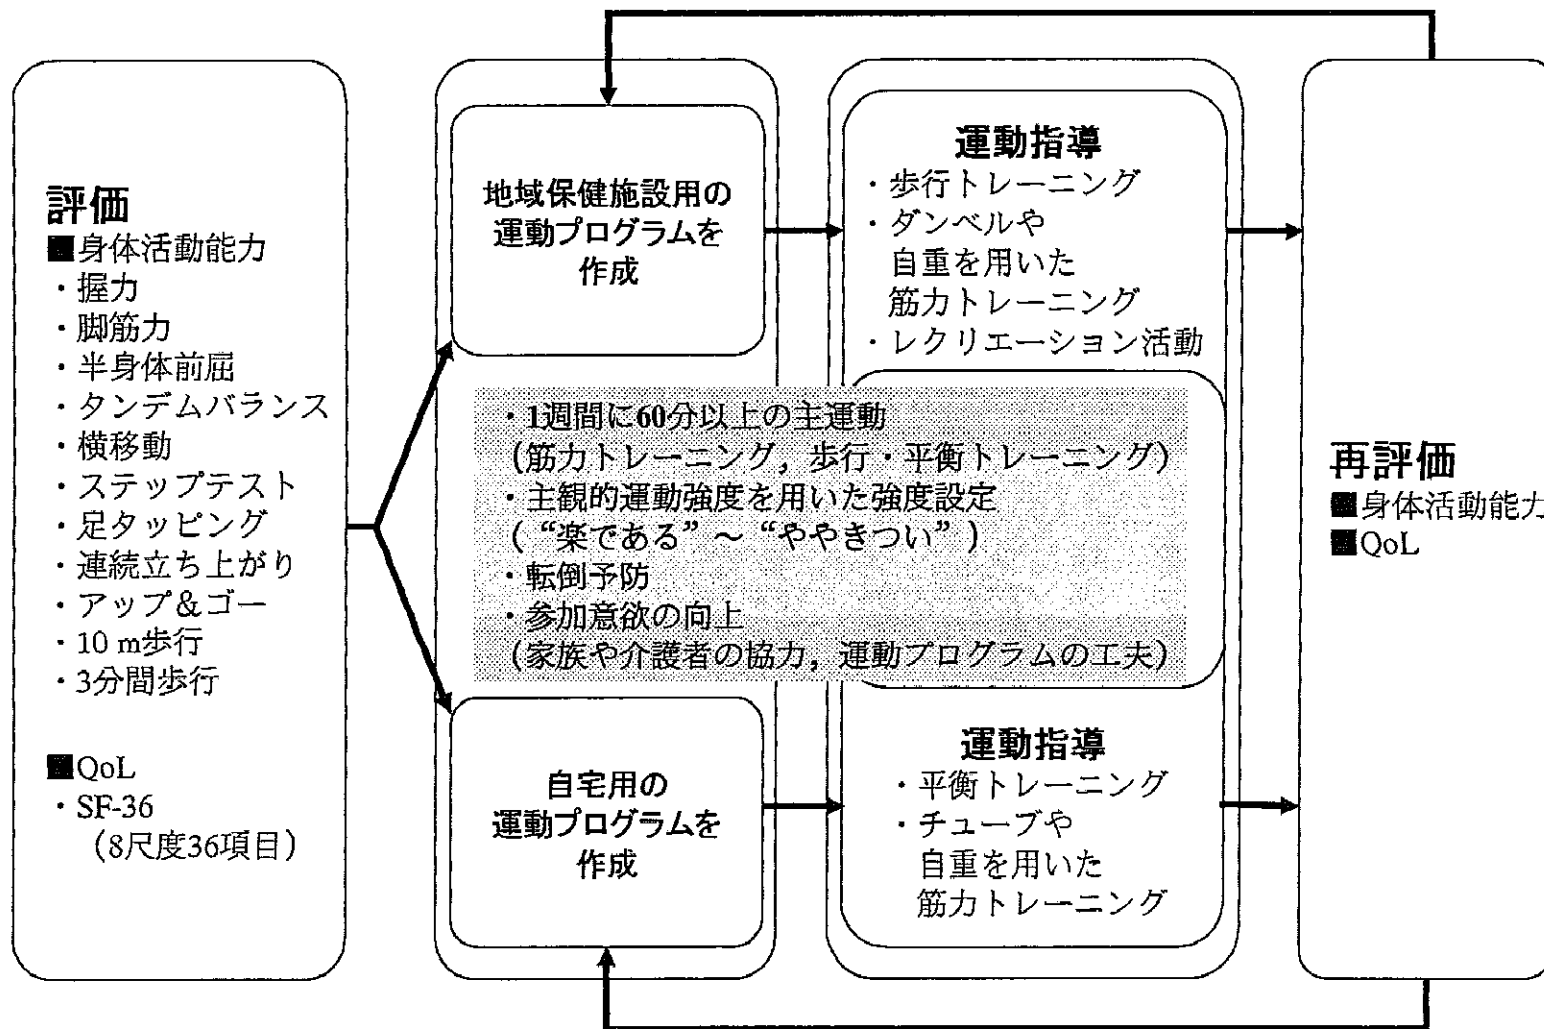 評価
■身体活動能力
・握力
・脚筋力
・半身体前屈
・タンデムバランス
・横移動
・ステップテスト
・足タッピング
・連続立ち上がり
・アップ&ゴー
・10 m歩行
・3分間歩行
■QoL
・SF-36
（8尺度36項目）
地域保健施設用の
運動プログラムを
作成
運動指導
・歩行トレーニング
・ダンベルや
自重を用いた
筋力トレーニング
・レクリエーション活動
・1週間に60分以上の主運動
（筋力トレーニング，歩行・平衡トレーニング）
・主観的運動強度を用いた強度設定
（“楽である”～“ややきつい”）
・転倒予防
・参加意欲の向上
（家族や介護者の協力，運動プログラムの工夫）
自宅用の
運動プログラムを
作成
運動指導
・平衡トレーニング
・チューブや
自重を用いた
筋力トレーニング
再評価
■身体活動能力
■QoL